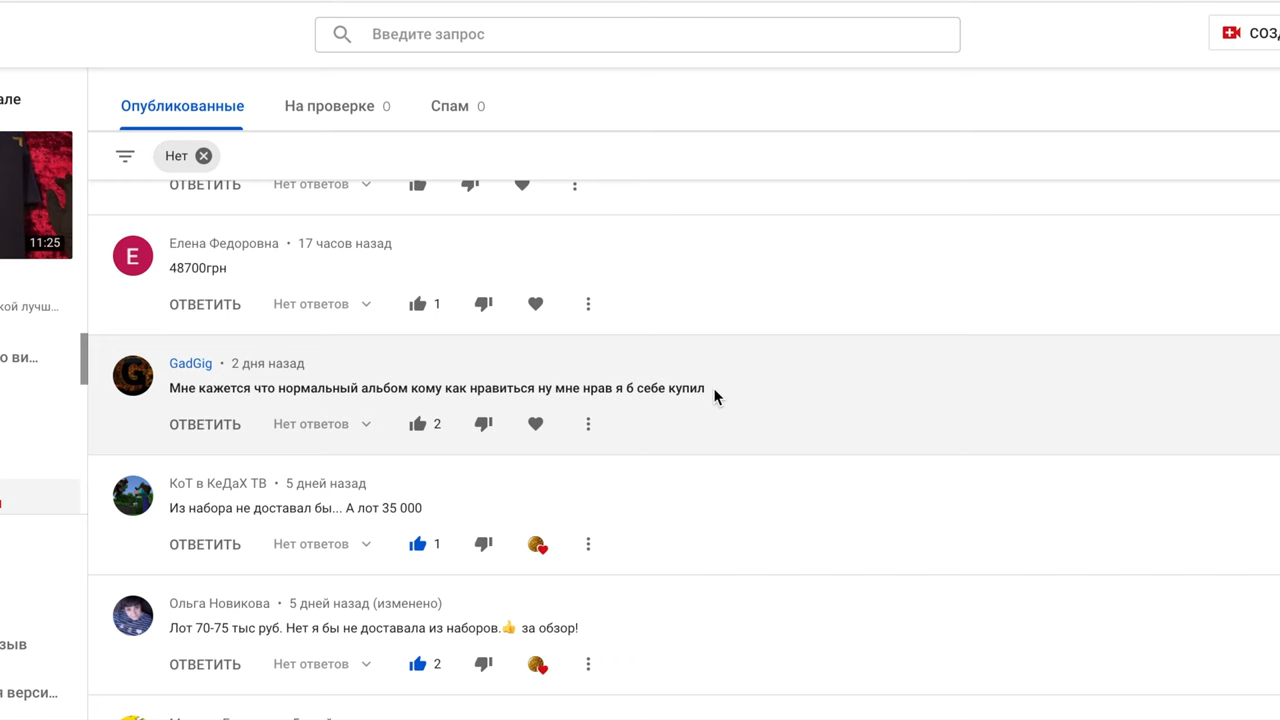 Введите запрос
СОЗ
але
Опубликованные На проверке 0 Спам 0
Нет
11:25
ОТВЕТИТЬ Нет ответов
Елена Федоровна • 17 часов назад
48700грн
кой лучш...
ОТВЕТИТЬ Нет ответов 1
о ви...
GadGig • 2 дня назад
Мне кажется что нормальный альбом кому как нравиться ну мне нрав я б себе купил
ОТВЕТИТЬ Нет ответов 2
КоТ в КеДаХ ТВ • 5 дней назад
Из набора не доставал бы... А лот 35 000
ОТВЕТИТЬ Нет ответов 1
Ольга Новикова • 5 дней назад (изменено)
Лот 70-75 тыс руб. Нет я бы не доставала из наборов.👍 за обзор!
зыв
ОТВЕТИТЬ Нет ответов 2
я верси...